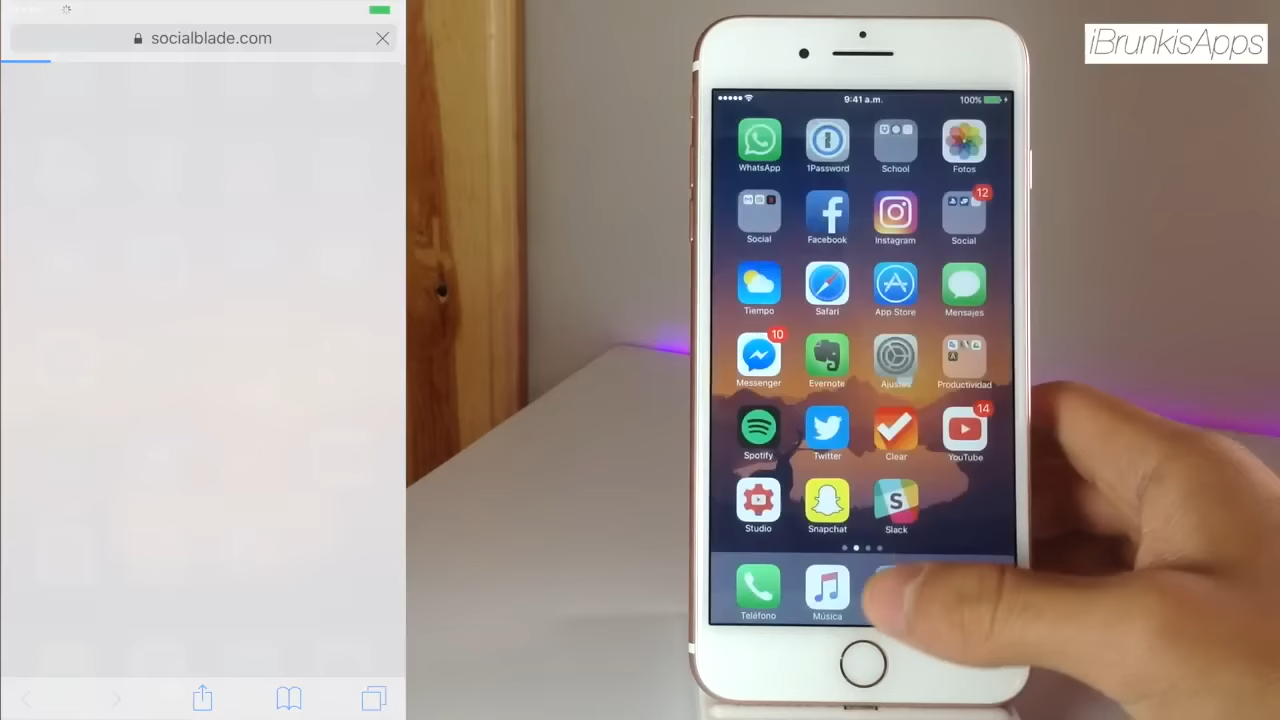 socialblade.com
iBrunkisApps
9:41 a.m.
100%
WhatsApp
1Password
School
Fotos
12
Social
Facebook
Instagram
Social
Tiempo
Safari
App Store
Mensajes
10
Messenger
Evernote
Ajustes
Productividad
14
Spotify
Twitter
Clear
YouTube
Studio
Snapchat
S
Slack
Teléfono
Música